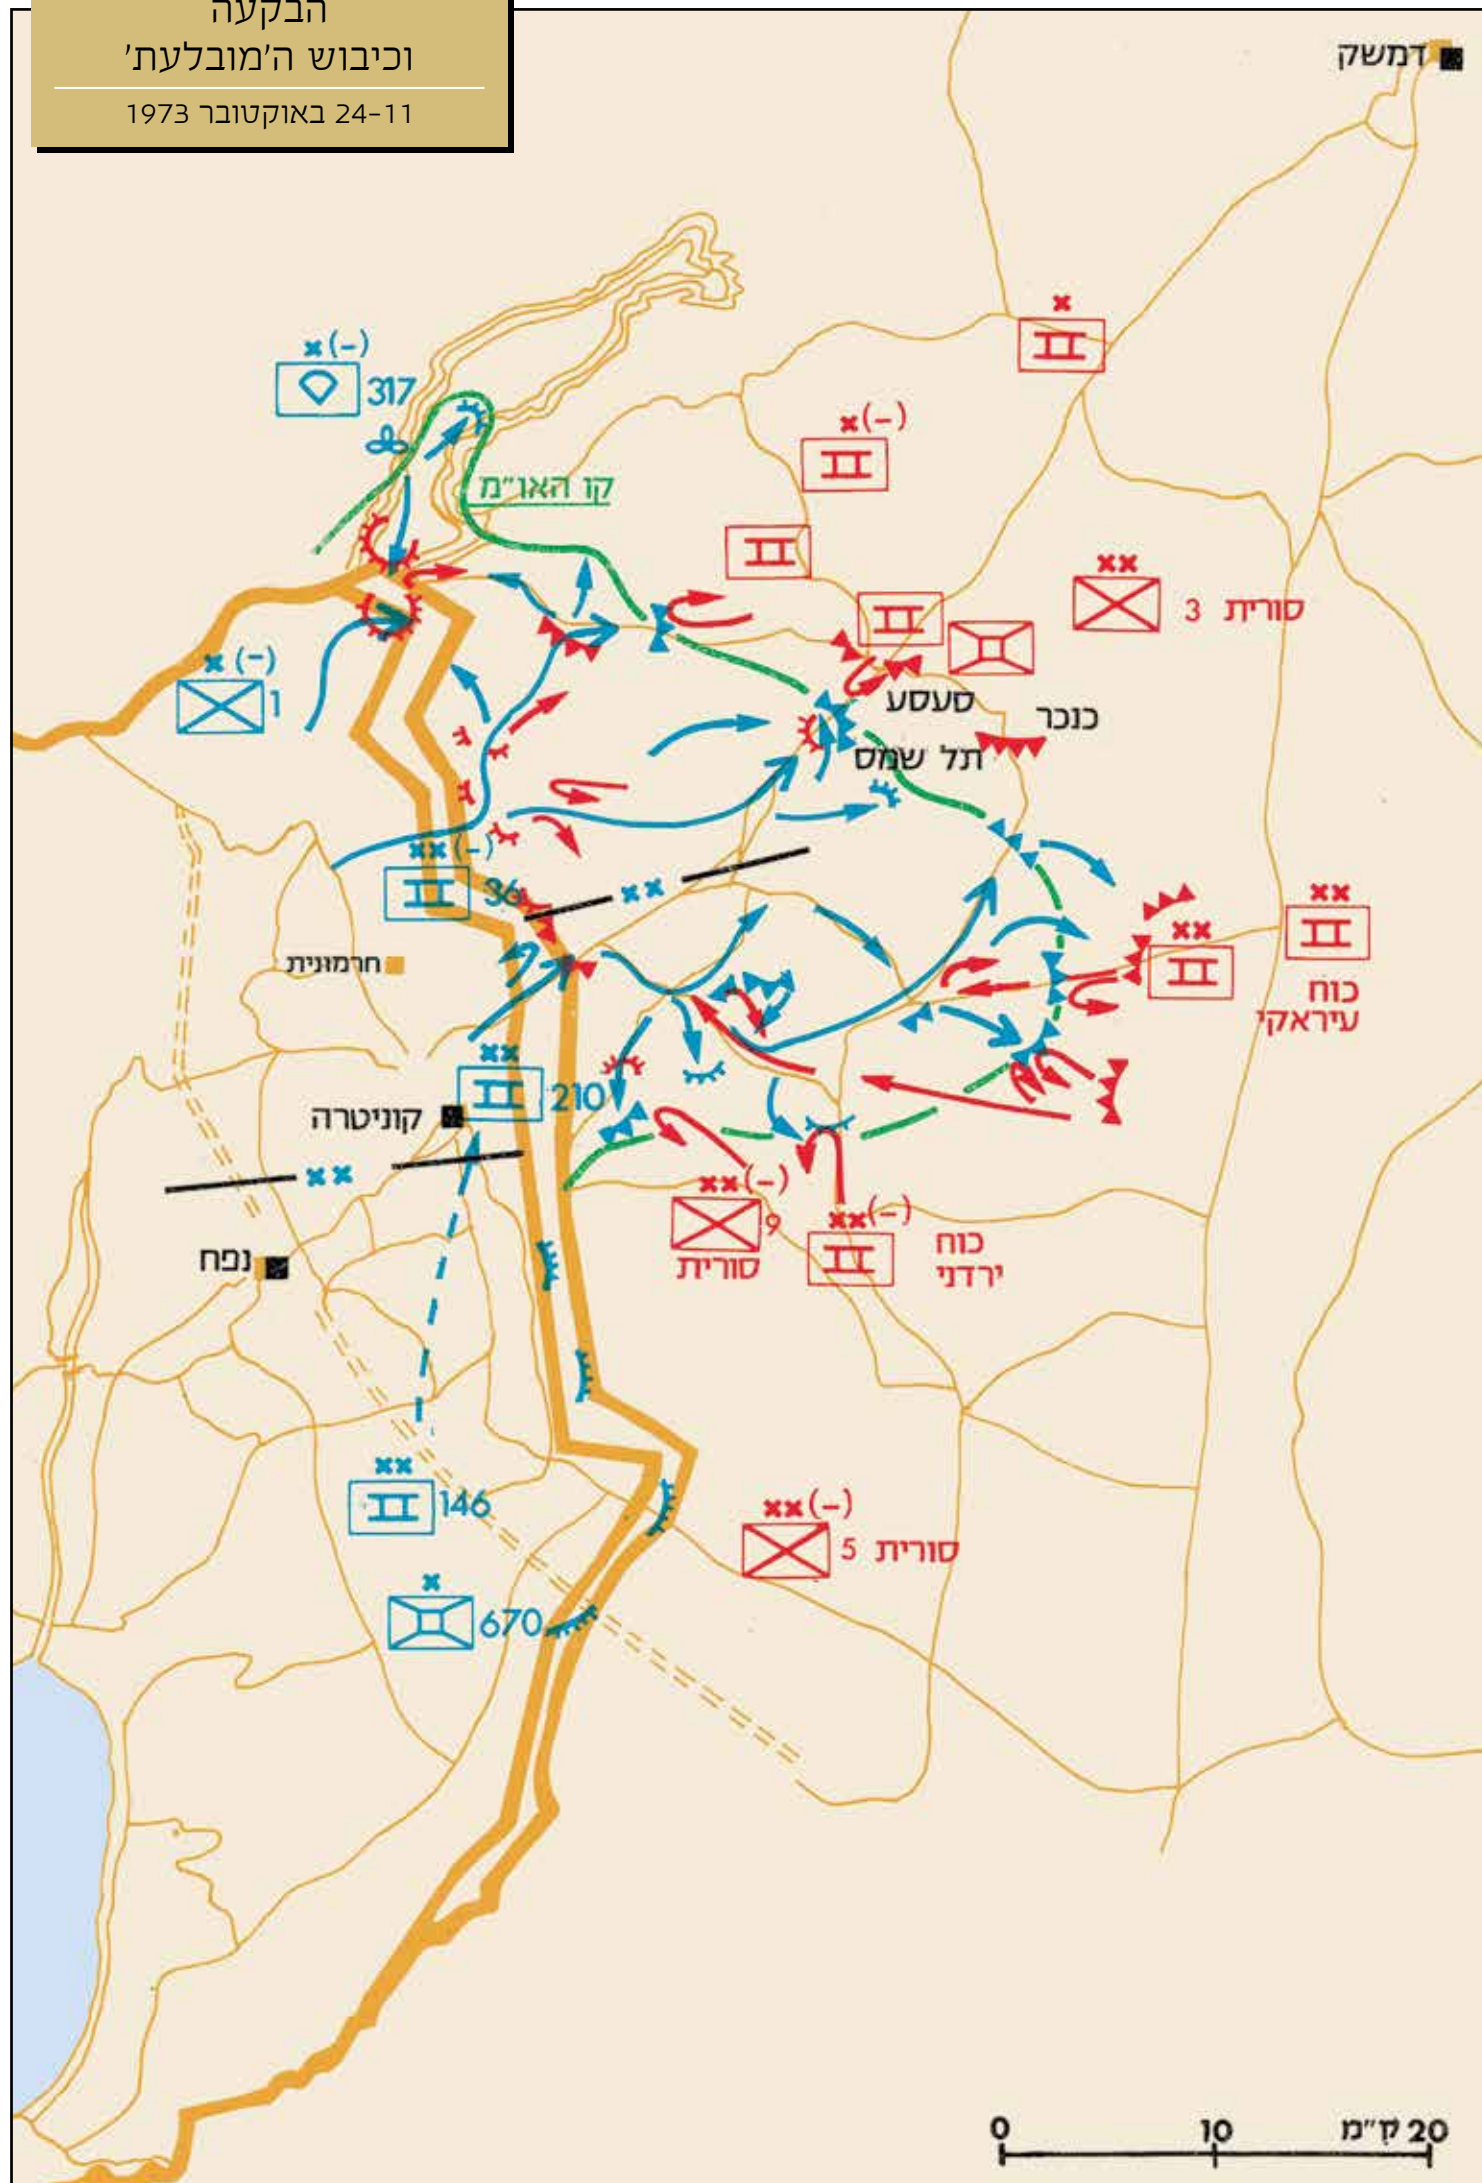 הבקעה
וכיבוש ה'מובלעת'
24-11 באוקטובר 1973
דמשק
(-)
317
(-)
קו האו"מ
סורית 3
(-)
1
סעסע
כנכר
תל שמס
(-)
36
חרמונית
כוח
עיראקי
210
קוניטרה
(-)
9
סורית
(-)
כוח
ירדני
נפח
146
(-)
סורית 5
670
0 10 20 ק"מ